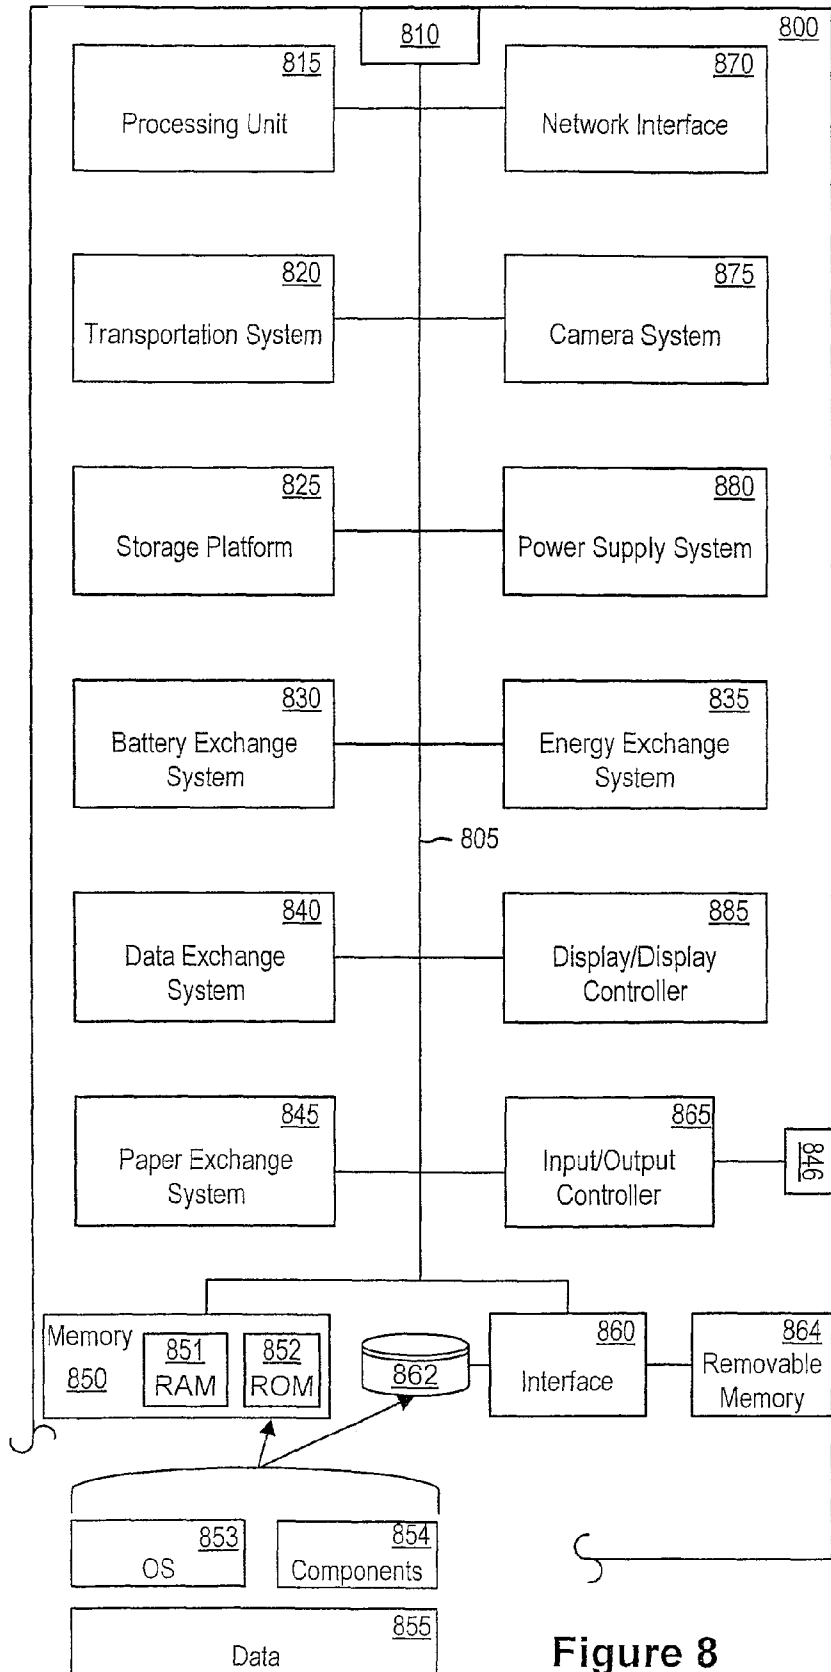 800
810
815
Processing Unit
870
Network Interface
820
Transportation System
875
Camera System
825
Storage Platform
880
Power Supply System
830
Battery Exchange
System
835
Energy Exchange
System
805
840
Data Exchange
System
885
Display/Display
Controller
845
Paper Exchange
System
865
Input/Output
Controller
846
Memory
850
851
RAM
852
ROM
862
860
Interface
864
Removable
Memory
853
OS
854
Components
855
Data
Figure 8